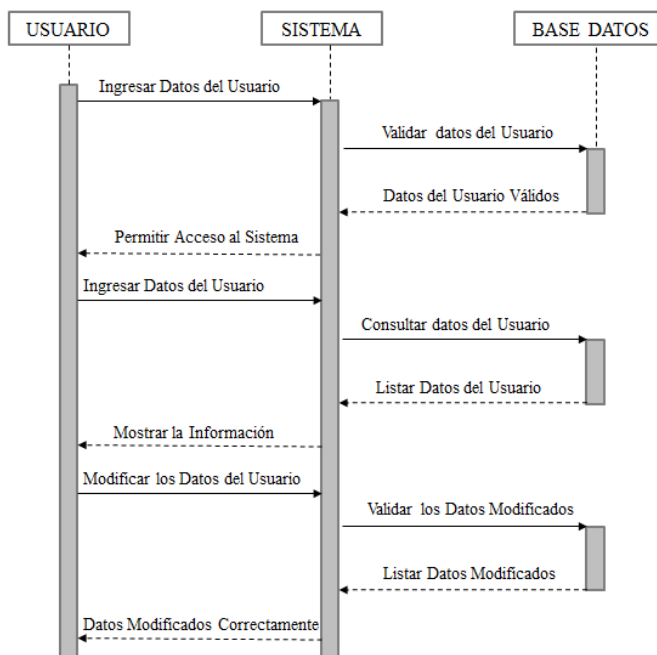 USUARIO
SISTEMA
BASE DATOS
Ingresar Datos del Usuario
Validar datos del Usuario
Datos del Usuario Válidos
Permitir Acceso al Sistema
Ingresar Datos del Usuario
Consultar datos del Usuario
Listar Datos del Usuario
Mostrar la Información
Modificar los Datos del Usuario
Validar los Datos Modificados
Listar Datos Modificados
Datos Modificados Correctamente